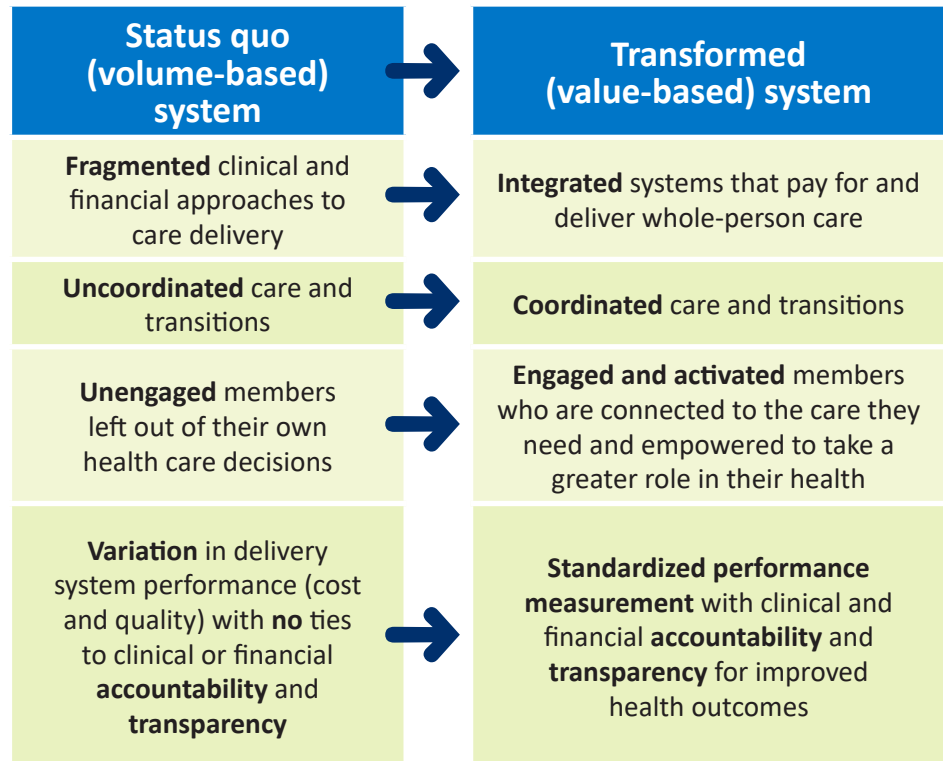 Status quo
(volume-based)
system
Transformed
(value-based) system
Fragmented clinical and
financial approaches to
care delivery
Integrated systems that pay for and
deliver whole-person care
Uncoordinated care and
transitions
Coordinated care and transitions
Unengaged members
left out of their own
health care decisions
Engaged and activated members
who are connected to the care they
need and empowered to take a
greater role in their health
Variation in delivery
system performance (cost
and quality) with no ties
to clinical or financial
accountability and
transparency
Standardized performance
measurement with clinical and
financial accountability and
transparency for improved
health outcomes